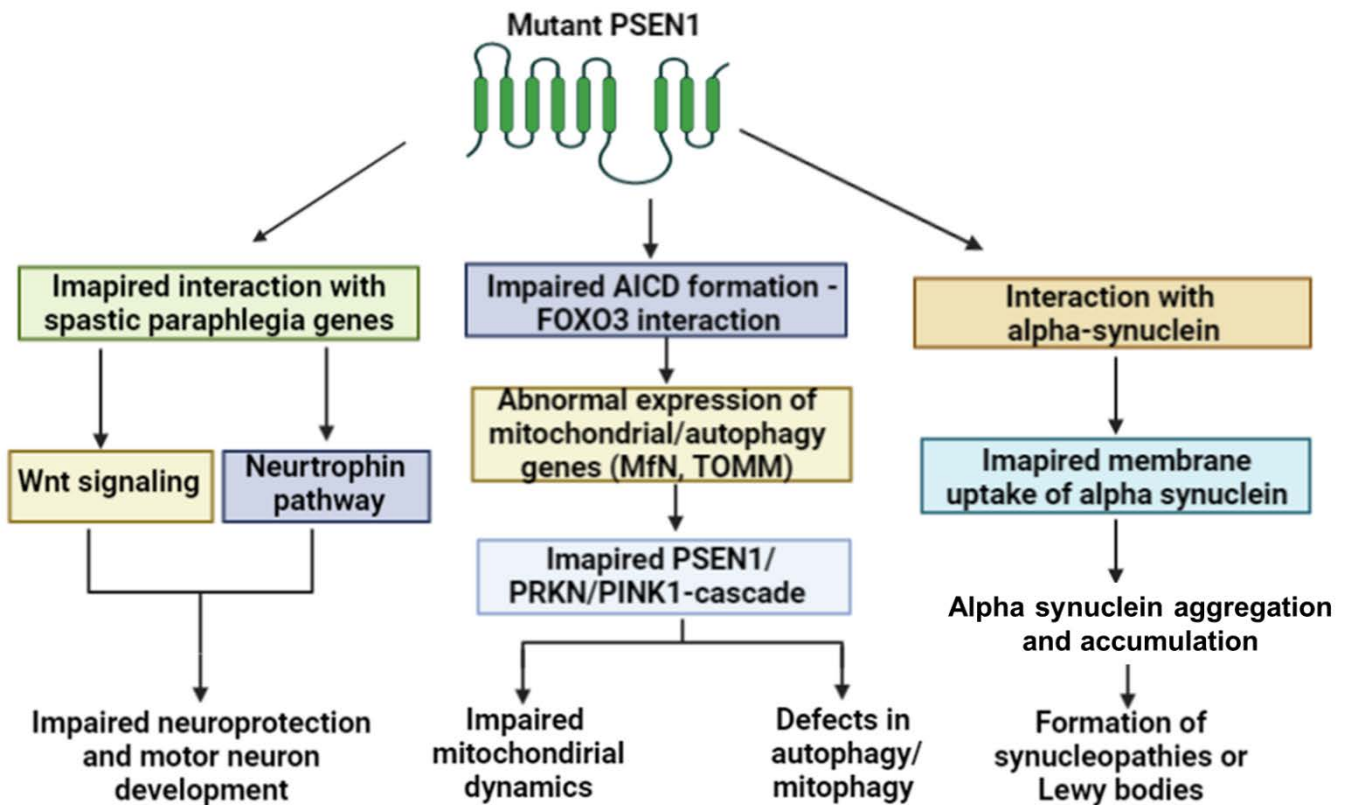 Mutant PSEN1
Imapired interaction with
spastic paraphlegia genes
Wnt signaling
Neurtrophin
pathway
Impaired neuroprotection
and motor neuron
development
Impaired AICD formation -
FOXO3 interaction
Abnormal expression of
mitochondrial/autophagy
genes (MfN, TOMM)
Imapired PSEN1/
PRKN/PINK1-cascade
Impaired
mitochondirial
dynamics
Defects in
autophagy/
mitophagy
Interaction with
alpha-synuclein
Imapired membrane
uptake of alpha synuclein
Alpha synuclein aggregation
and accumulation
Formation of
synucleopathies or
Lewy bodies